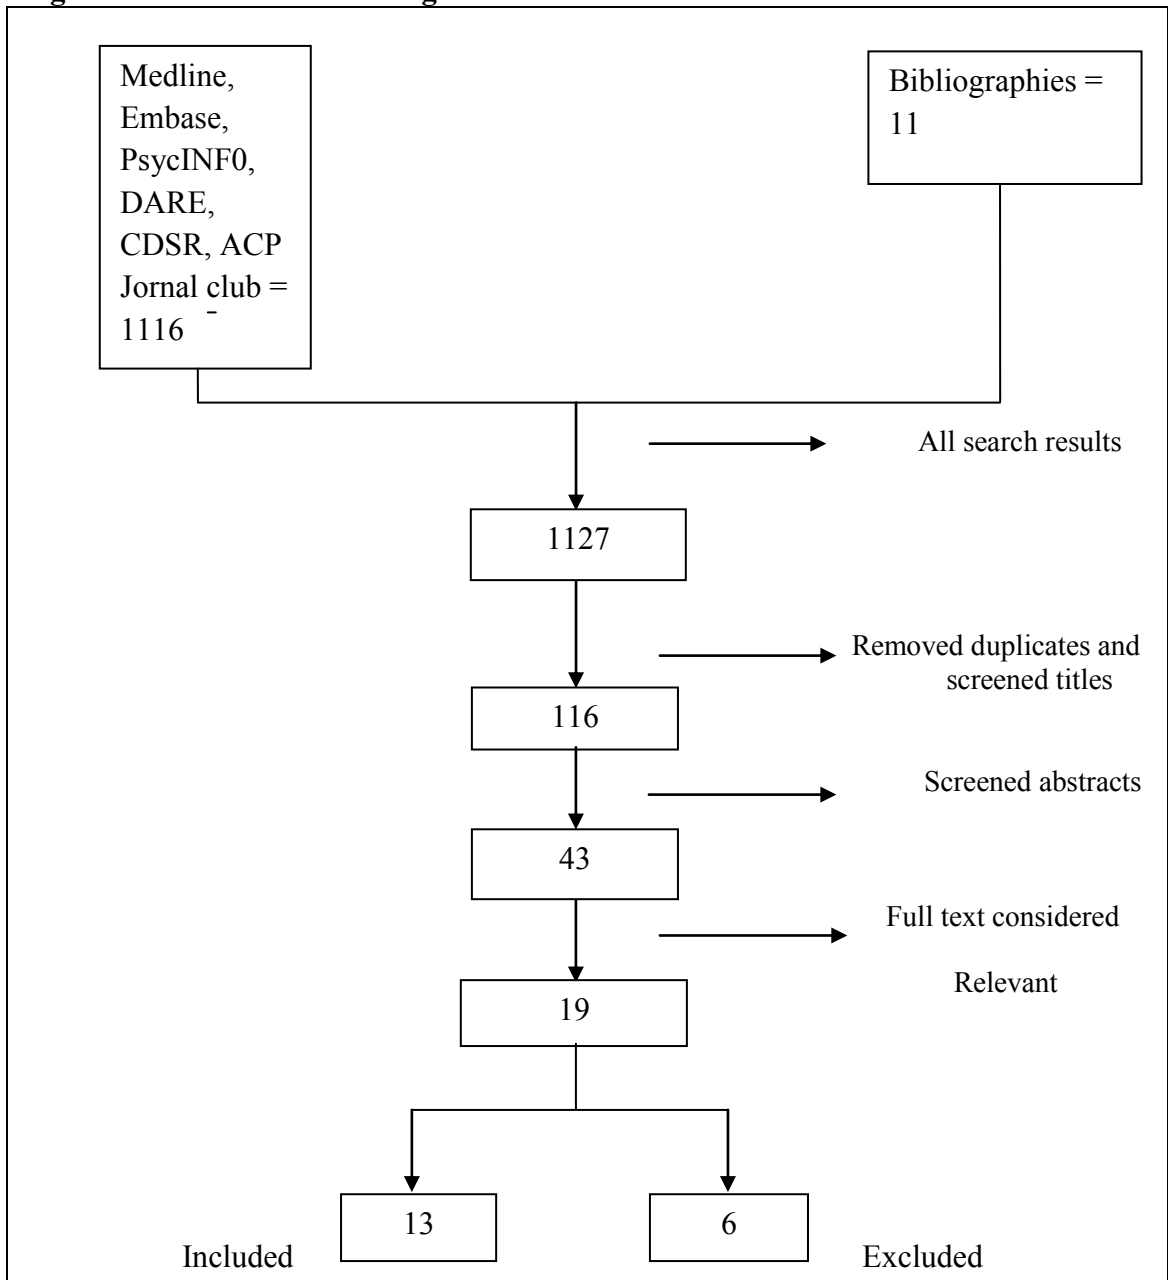 Medline,
Embase,
PsycINF0,
DARE,
CDSR, ACP
Jornal club =
1116
Bibliographies =
11
All search results
1127
Removed duplicates and
screened titles
116
Screened abstracts
43
Full text considered
Relevant
19
13
6
Included
Excluded